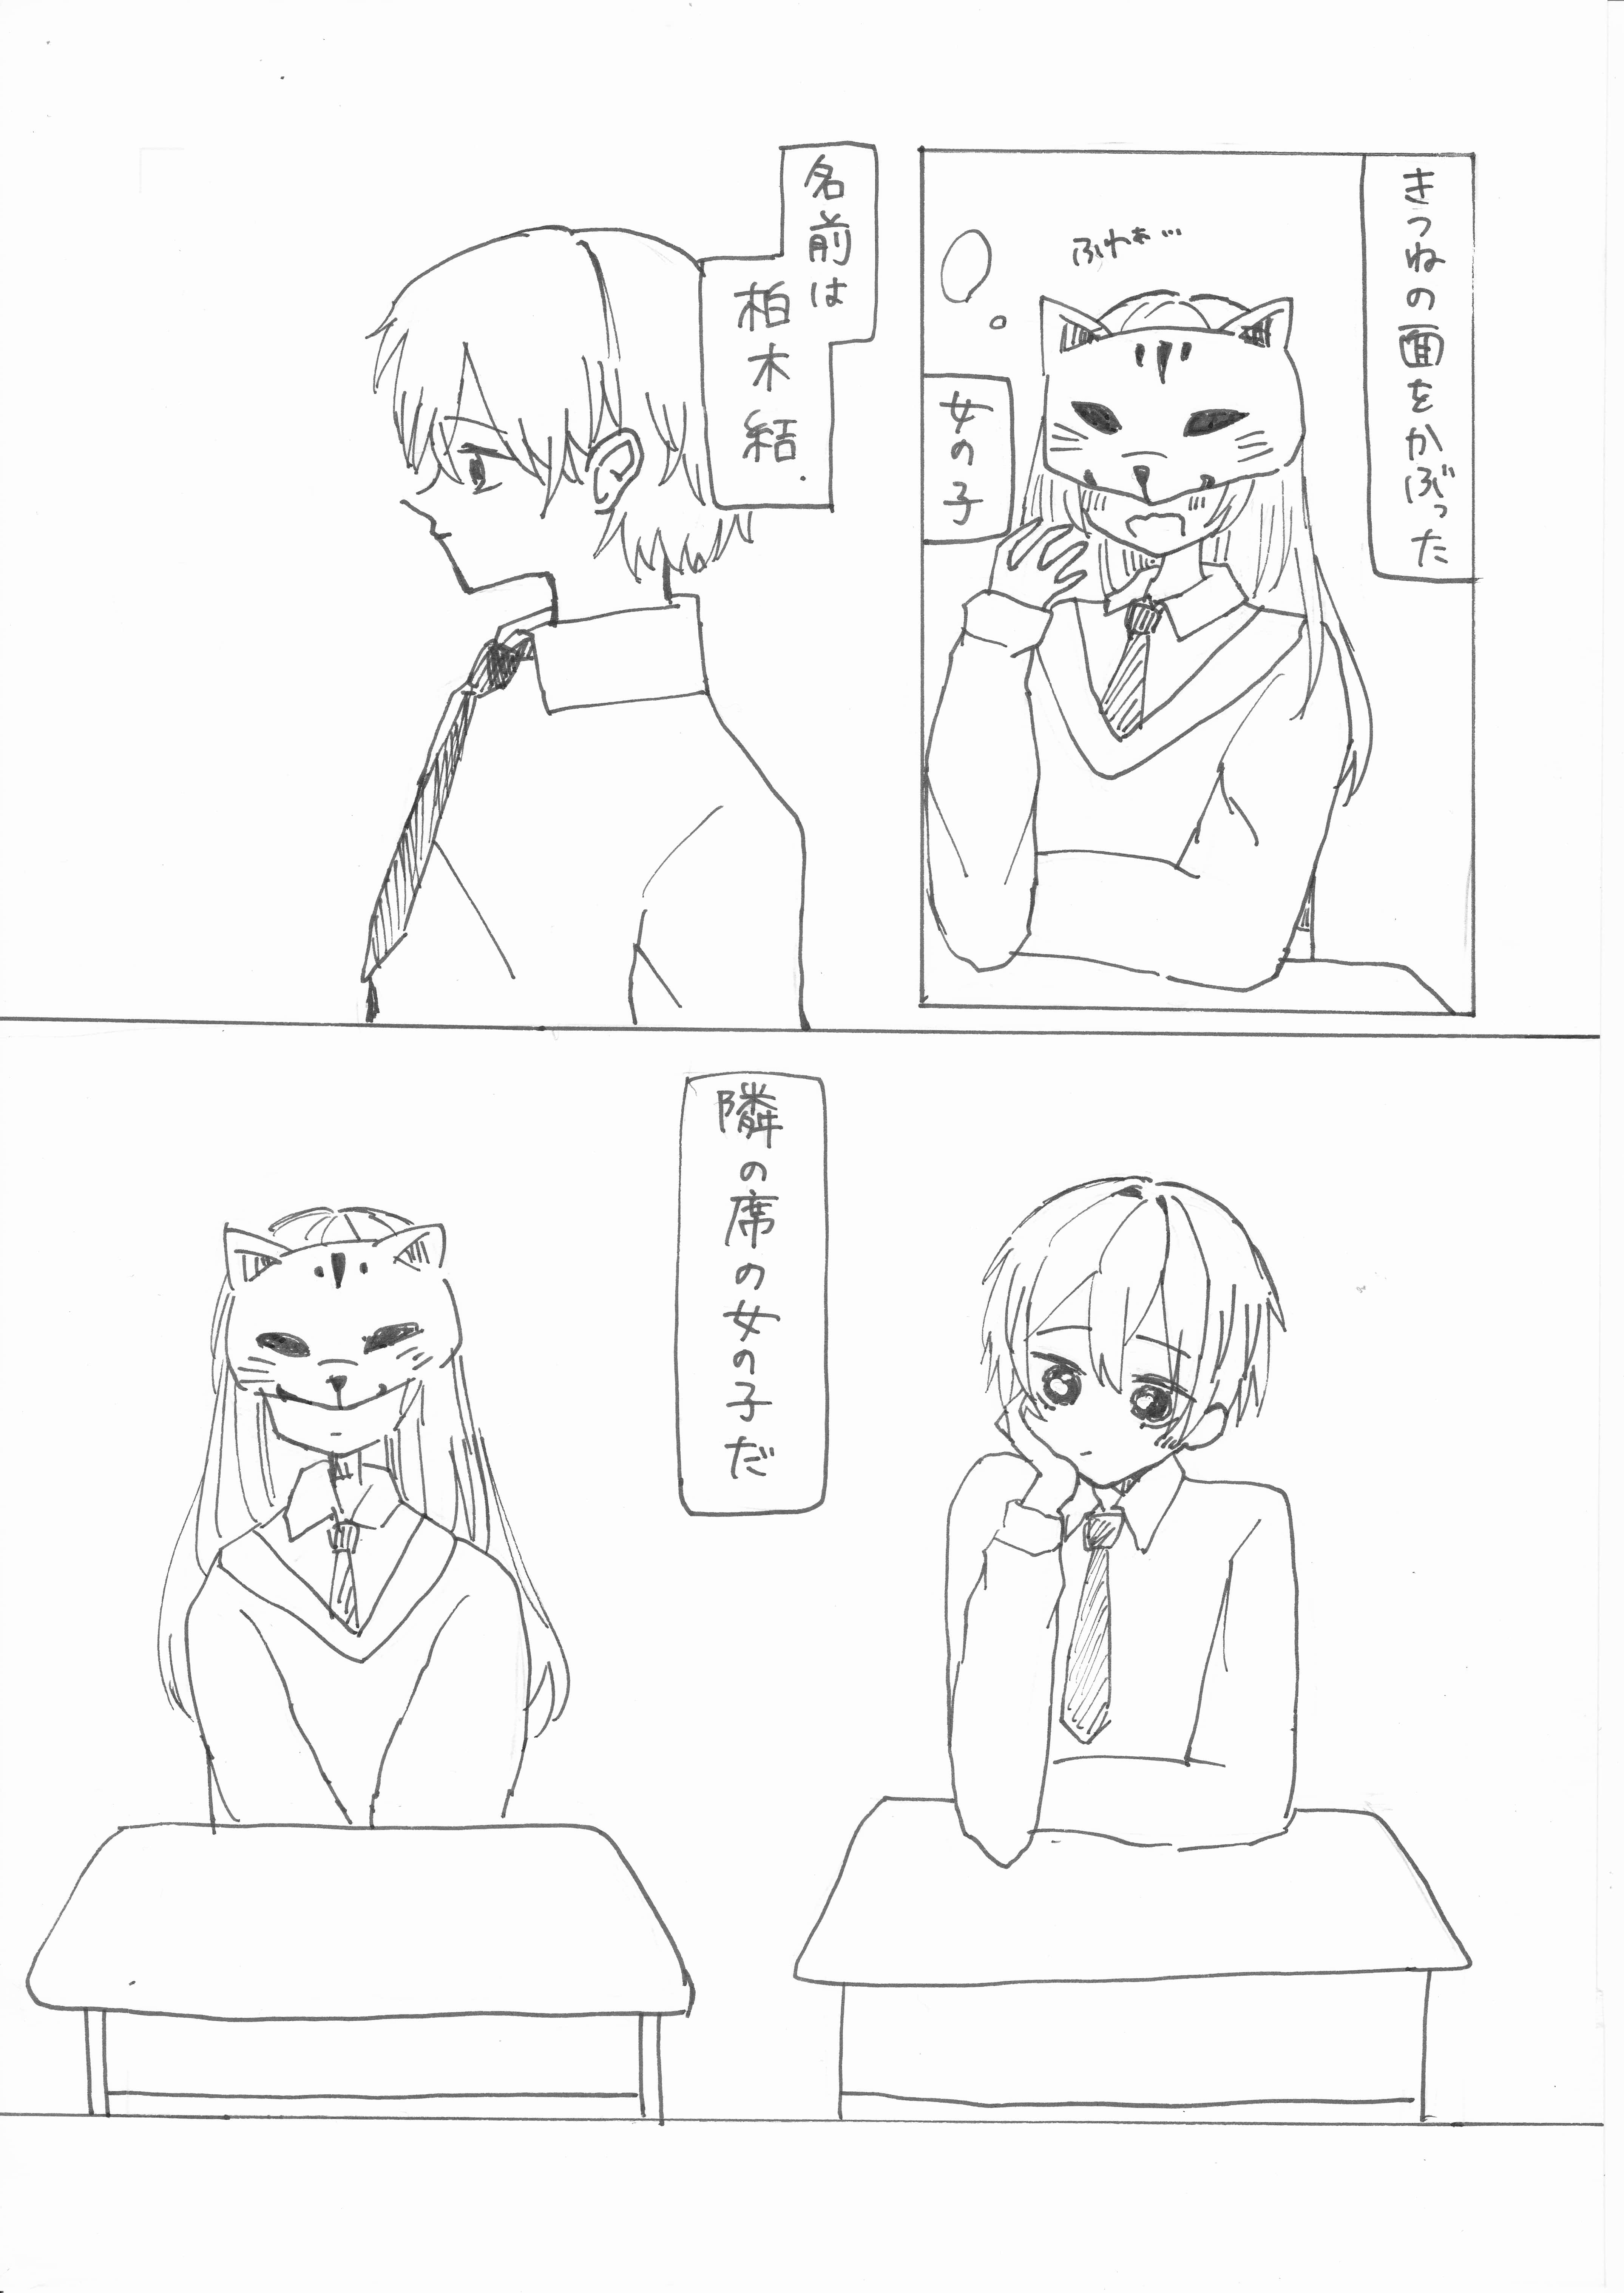 きつねの面をかぶった
ふわぁ…
女の子
名前は
柏木結.
隣の席の女の子だ